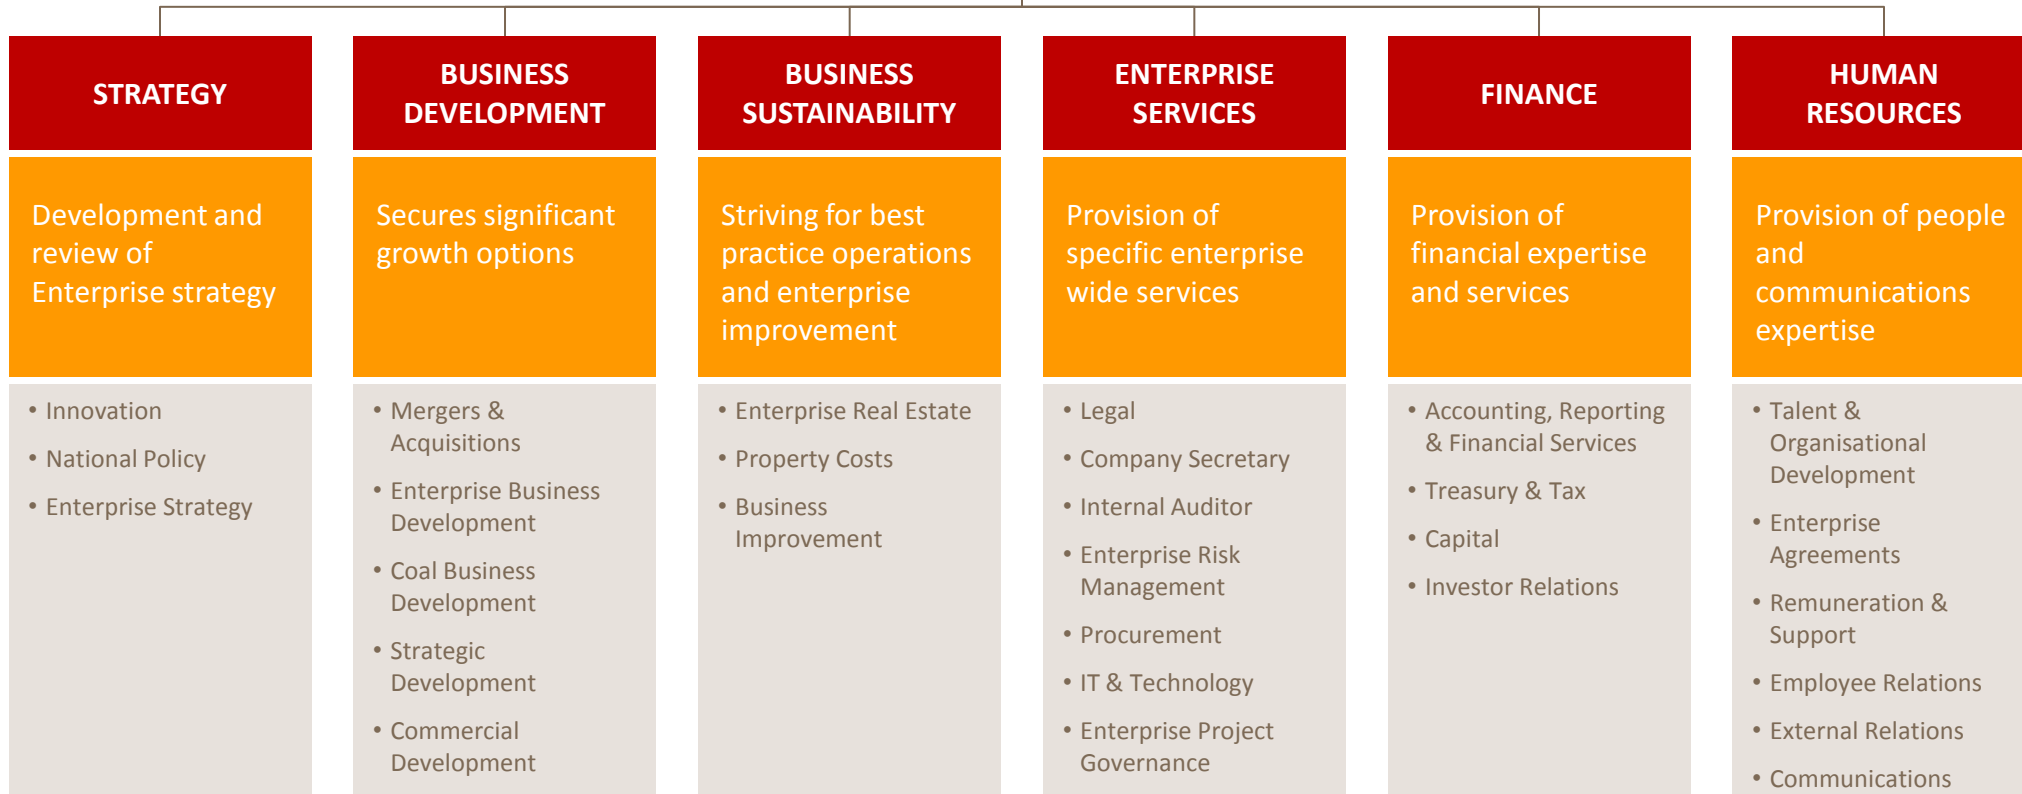 STRATEGY
Development and
review of
Enterprise strategy
• Innovation
• National Policy
• Enterprise Strategy
BUSINESS
DEVELOPMENT
Secures significant
growth options
• Mergers &
Acquisitions
• Enterprise Business
Development
• Coal Business
Development
• Strategic
Development
• Commercial
Development
BUSINESS
SUSTAINABILITY
Striving for best
practice operations
and enterprise
improvement
• Enterprise Real Estate
• Property Costs
• Business
Improvement
ENTERPRISE
SERVICES
Provision of
specific enterprise
wide services
• Legal
• Company Secretary
• Internal Auditor
• Enterprise Risk
Management
• Procurement
• IT & Technology
• Enterprise Project
Governance
FINANCE
Provision of
financial expertise
and services
• Accounting, Reporting
& Financial Services
• Treasury & Tax
• Capital
• Investor Relations
HUMAN
RESOURCES
Provision of people
and
communications
expertise
• Talent &
Organisational
Development
• Enterprise
Agreements
• Remuneration &
Support
• Employee Relations
• External Relations
• Communications